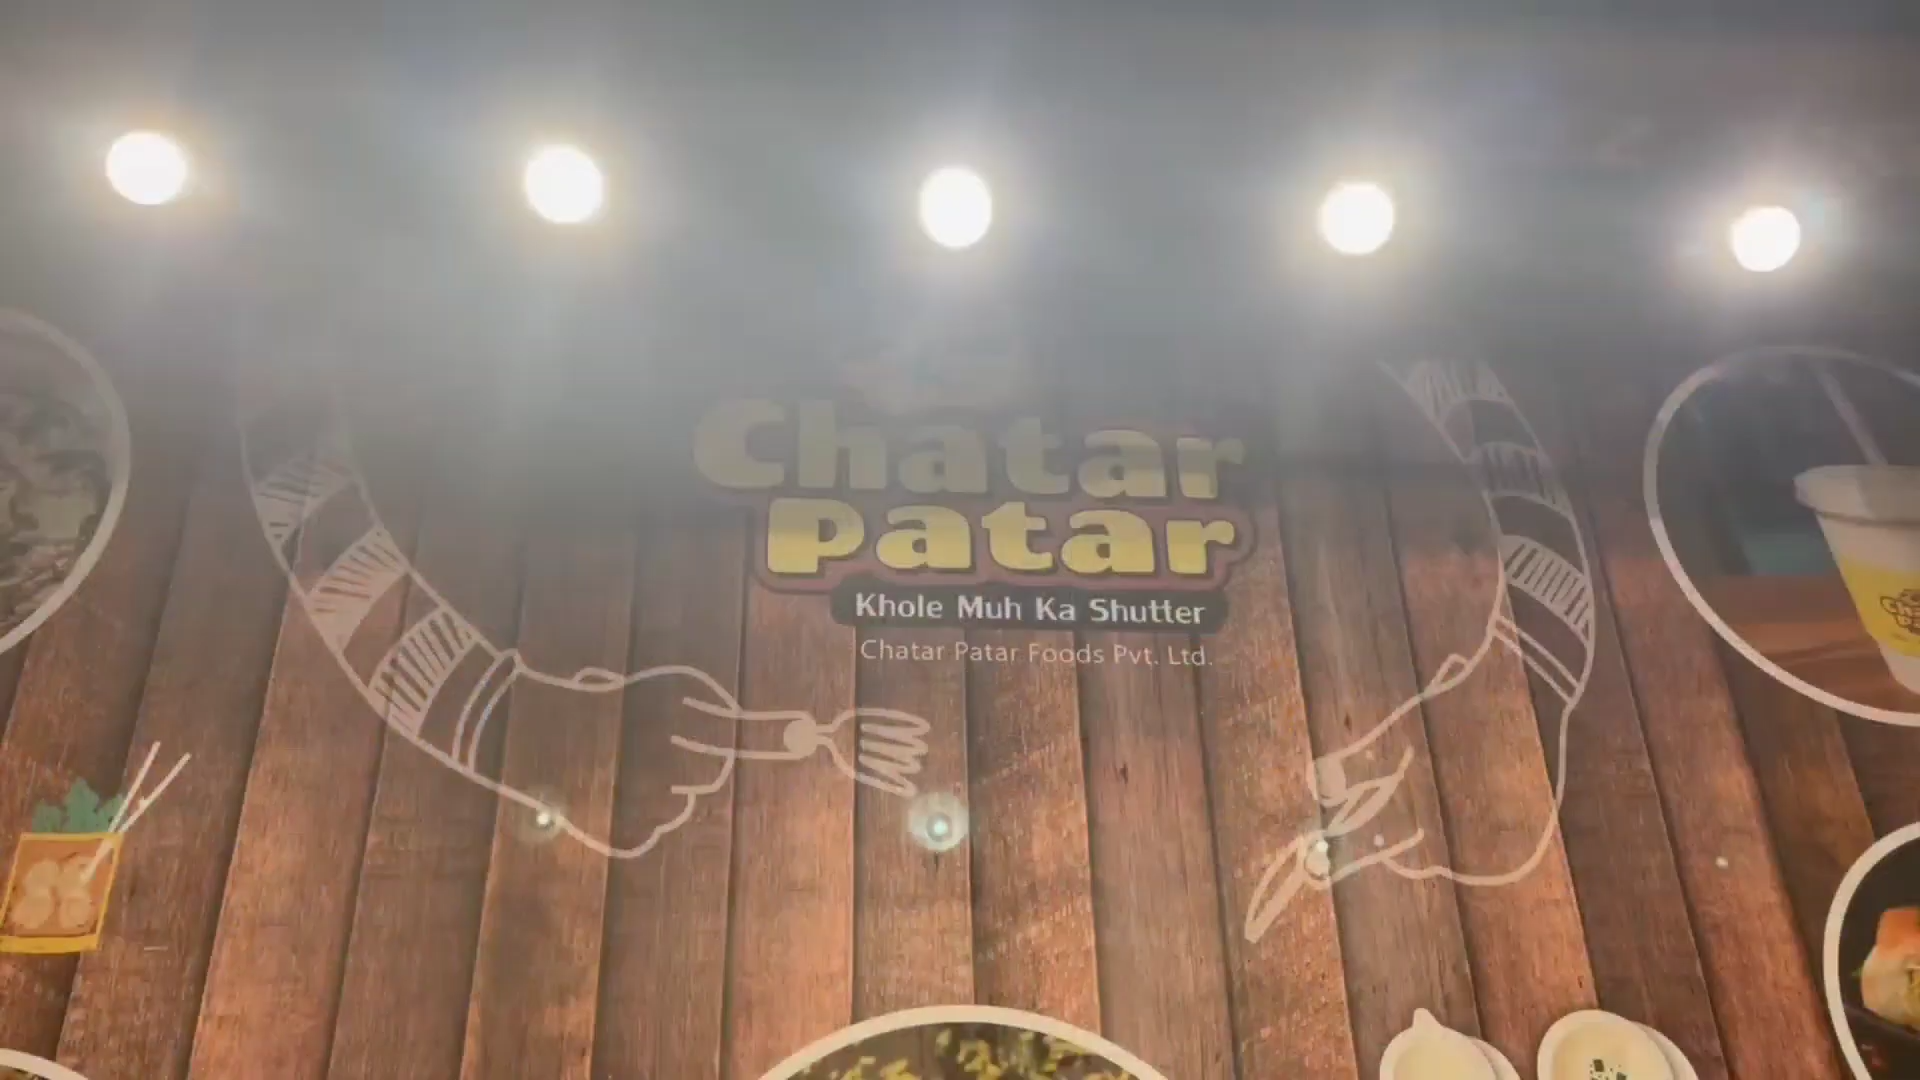 Chatar
Patar
Khole Muh Ka Shutter
Chatar Patar Foods Pvt. Ltd.